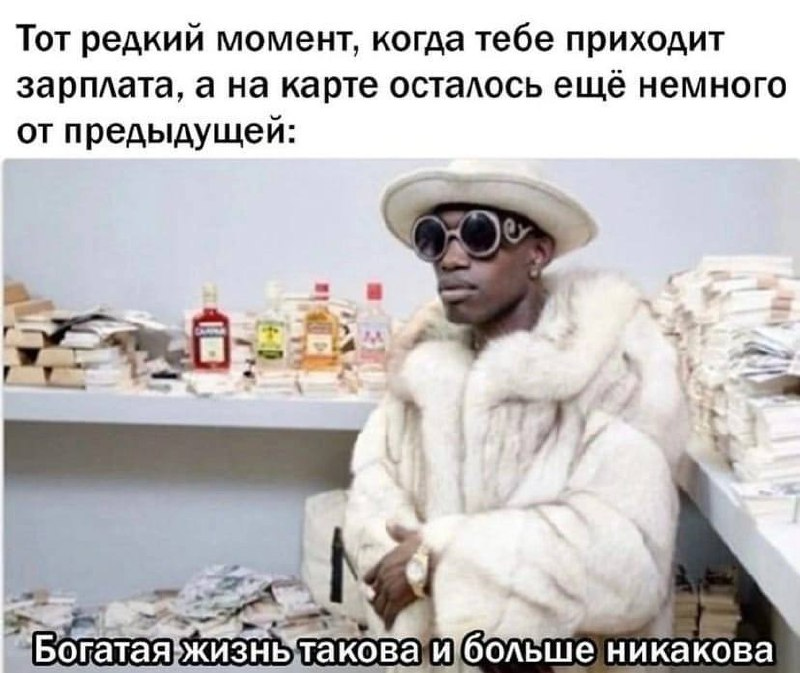 Тот редкий момент, когда тебе приходит
зарплата, а на карте осталось ещё немного
от предыдущей:
Богатая жизнь такова и больше никакова